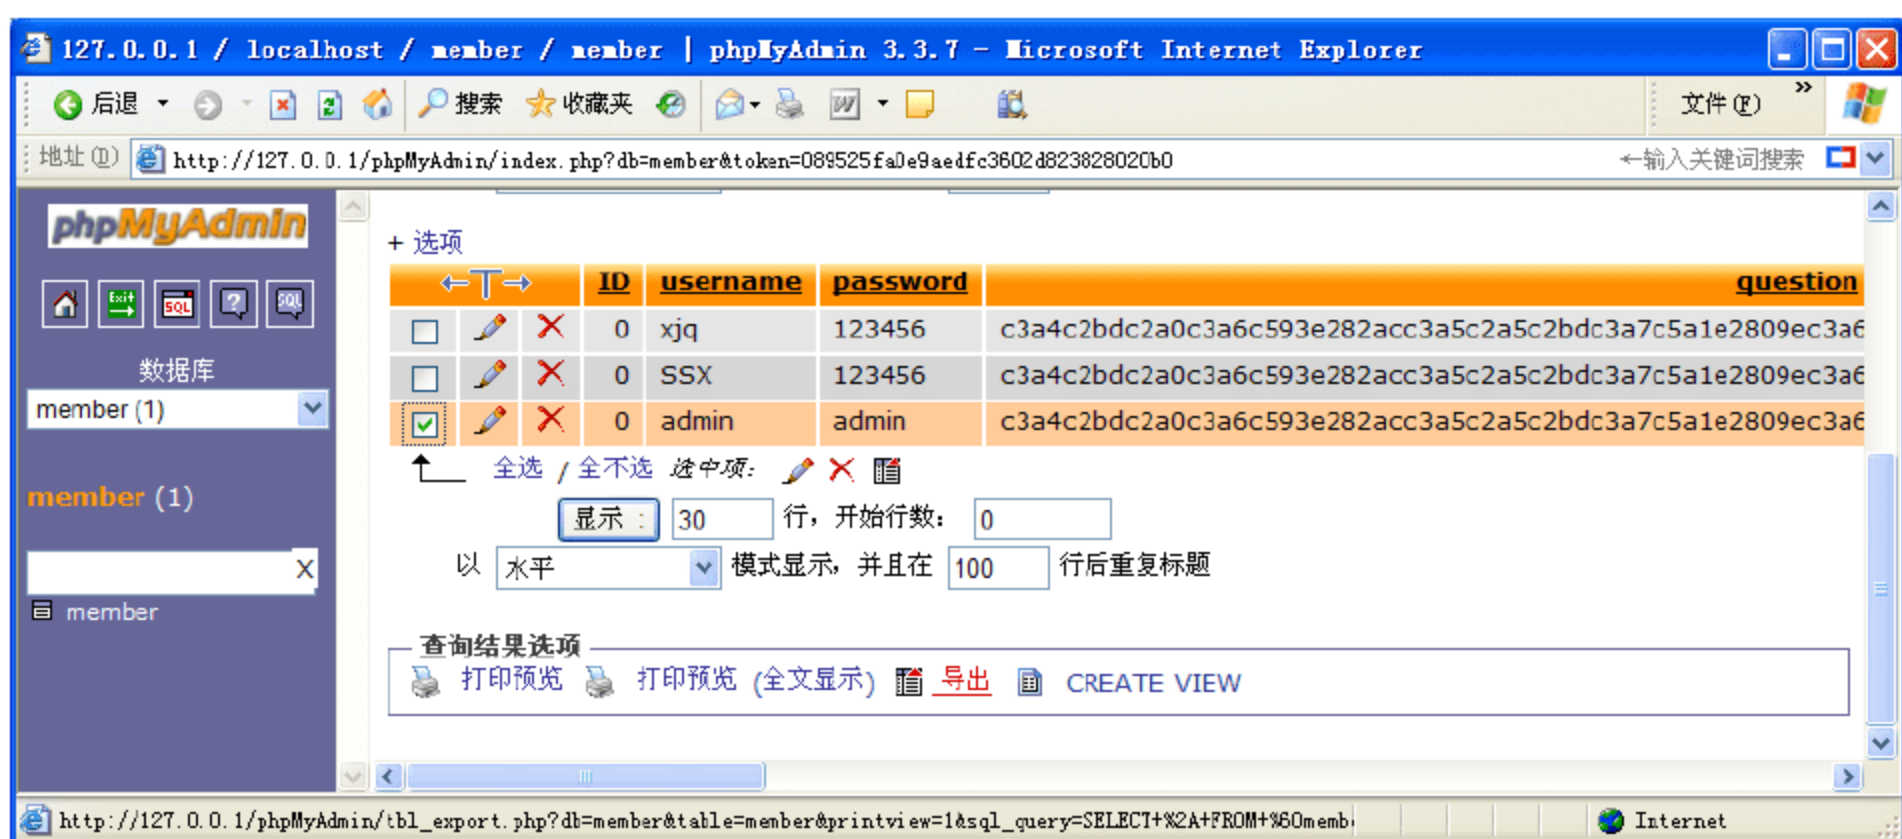 127.0.0.1 / localhost / member / member | phpMyAdmin 3.3.7 - Microsoft Internet Explorer
后退 搜索 收藏夹 文件(F) »
地址(D) http://127.0.0.1/phpMyAdmin/index.php?db=member&token=089525fa0e9aedfc3602d823828020b0 ←输入关键词搜索
phpMyAdmin
Exit SQL ? SQL
数据库
member (1)
member (1)
X
member
+ 选项
←T→ ID username password question
0 xjq 123456 c3a4c2bdc2a0c3a6c593e282acc3a5c2a5c2bdc3a7c5a1e2809ec3a6
0 SSX 123456 c3a4c2bdc2a0c3a6c593e282acc3a5c2a5c2bdc3a7c5a1e2809ec3a6
0 admin admin c3a4c2bdc2a0c3a6c593e282acc3a5c2a5c2bdc3a7c5a1e2809ec3a6
全选 / 全不选 选中项:
显示 : 30 行，开始行数: 0
以 水平 模式显示，并且在 100 行后重复标题
查询结果选项
打印预览 打印预览 (全文显示) 导出 CREATE VIEW
http://127.0.0.1/phpMyAdmin/tbl_export.php?db=member&table=member&printview=1&sql_query=SELECT+%2A+FROM+%60memb Internet